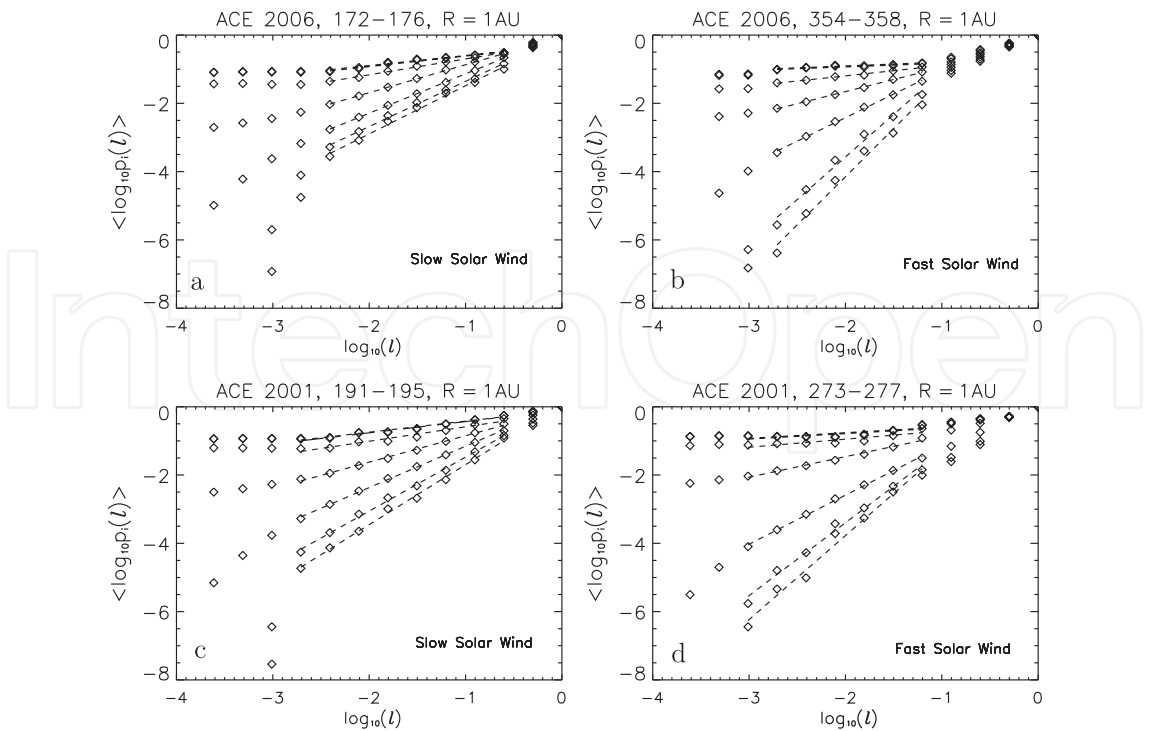 ACE 2006, 172−176, R = 1AU
0
−2
−4
−6
−8
<log₁₀pᵢ(l)>
a
Slow Solar Wind
−4 −3 −2 −1 0
log₁₀(l)
ACE 2006, 354−358, R = 1AU
0
−2
−4
−6
−8
<log₁₀pᵢ(l)>
b
Fast Solar Wind
−4 −3 −2 −1 0
log₁₀(l)
IntechOpen
ACE 2001, 191−195, R = 1AU
0
−2
−4
−6
−8
<log₁₀pᵢ(l)>
c
Slow Solar Wind
−4 −3 −2 −1 0
log₁₀(l)
ACE 2001, 273−277, R = 1AU
0
−2
−4
−6
−8
<log₁₀pᵢ(l)>
d
Fast Solar Wind
−4 −3 −2 −1 0
log₁₀(l)